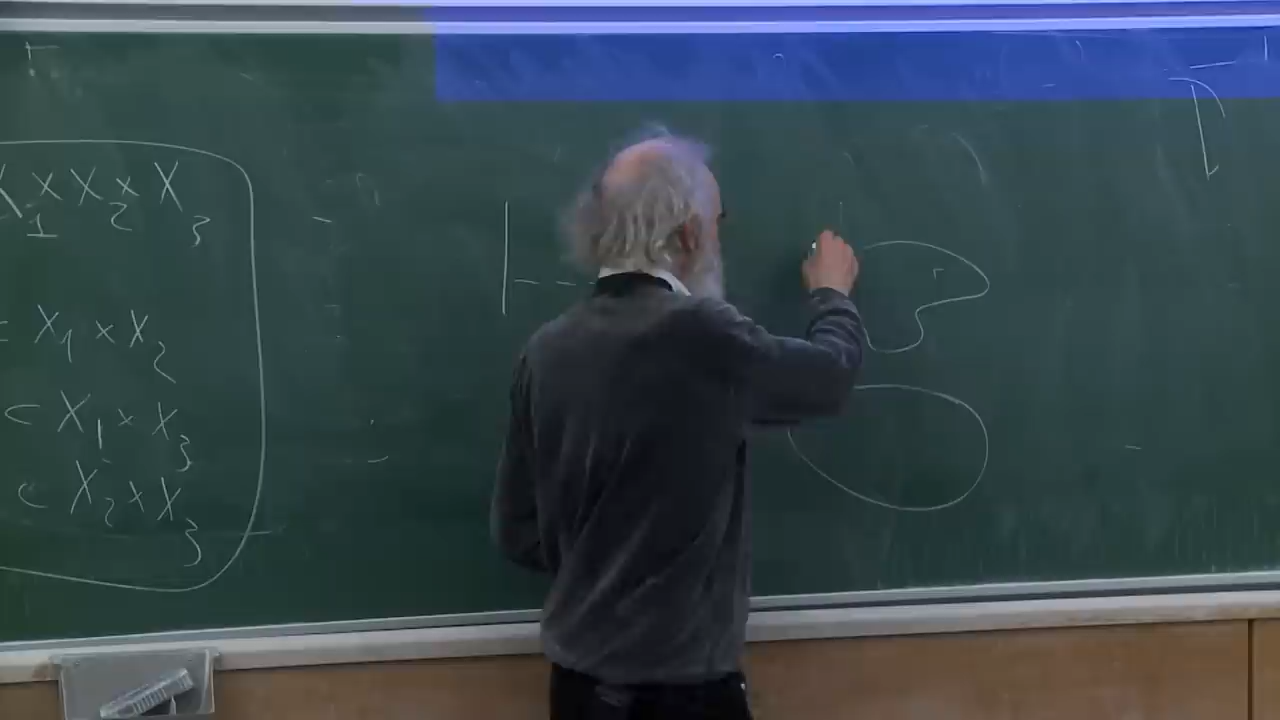 X × X × X
1 2 3
= X₁ × X₂
⊂ X₁ × X₃
⊂ X₂ × X₃